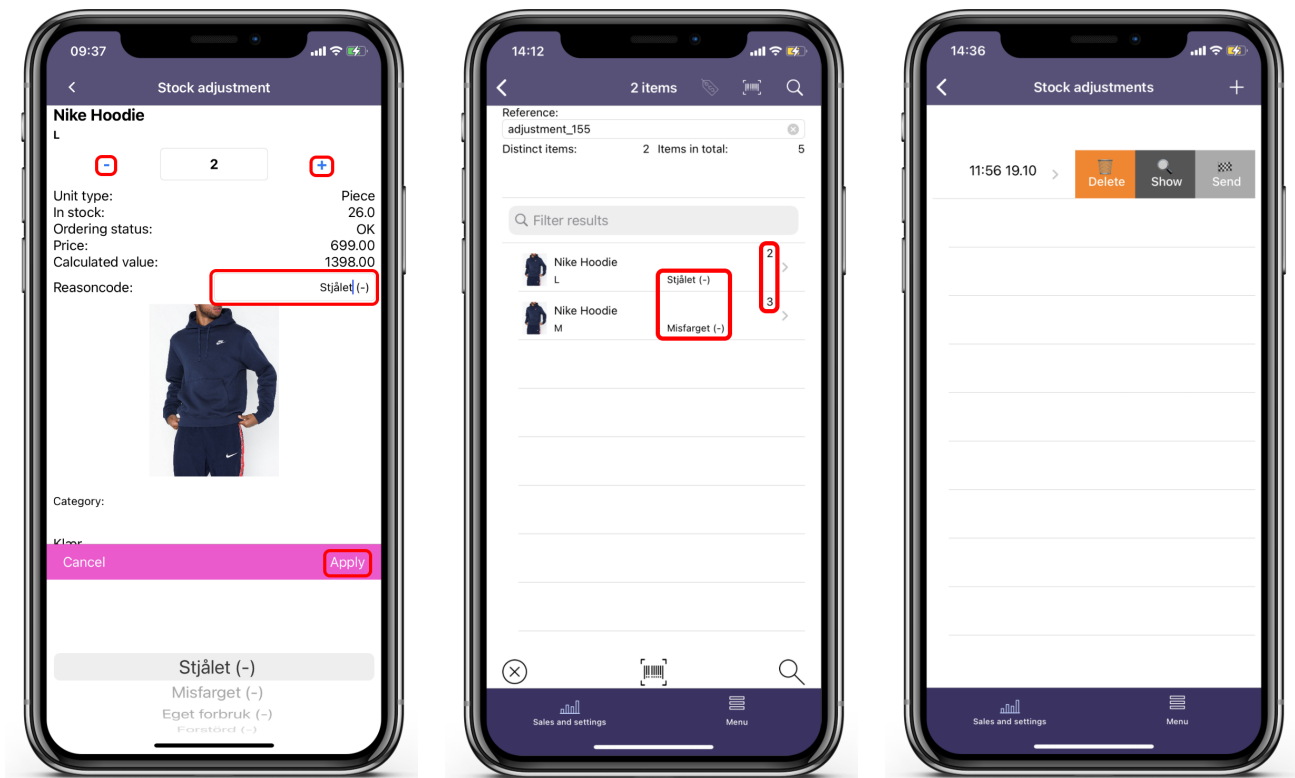 09:37
Stock adjustment
Nike Hoodie
L
- 2 +
Unit type: Piece
In stock: 26.0
Ordering status: OK
Price: 699.00
Calculated value: 1398.00
Reasoncode: Stjålet (-)
Category:
Klær
Cancel Apply
Stjålet (-)
Misfarget (-)
Eget forbruk (-)
Forstörd (-)
14:12
2 items
Reference:
adjustment_155
Distinct items: 2 Items in total: 5
Filter results
Nike Hoodie 2
L Stjålet (-)
Nike Hoodie 3
M Misfarget (-)
Sales and settings Menu
14:36
Stock adjustments +
11:56 19.10 Delete Show Send
Sales and settings Menu